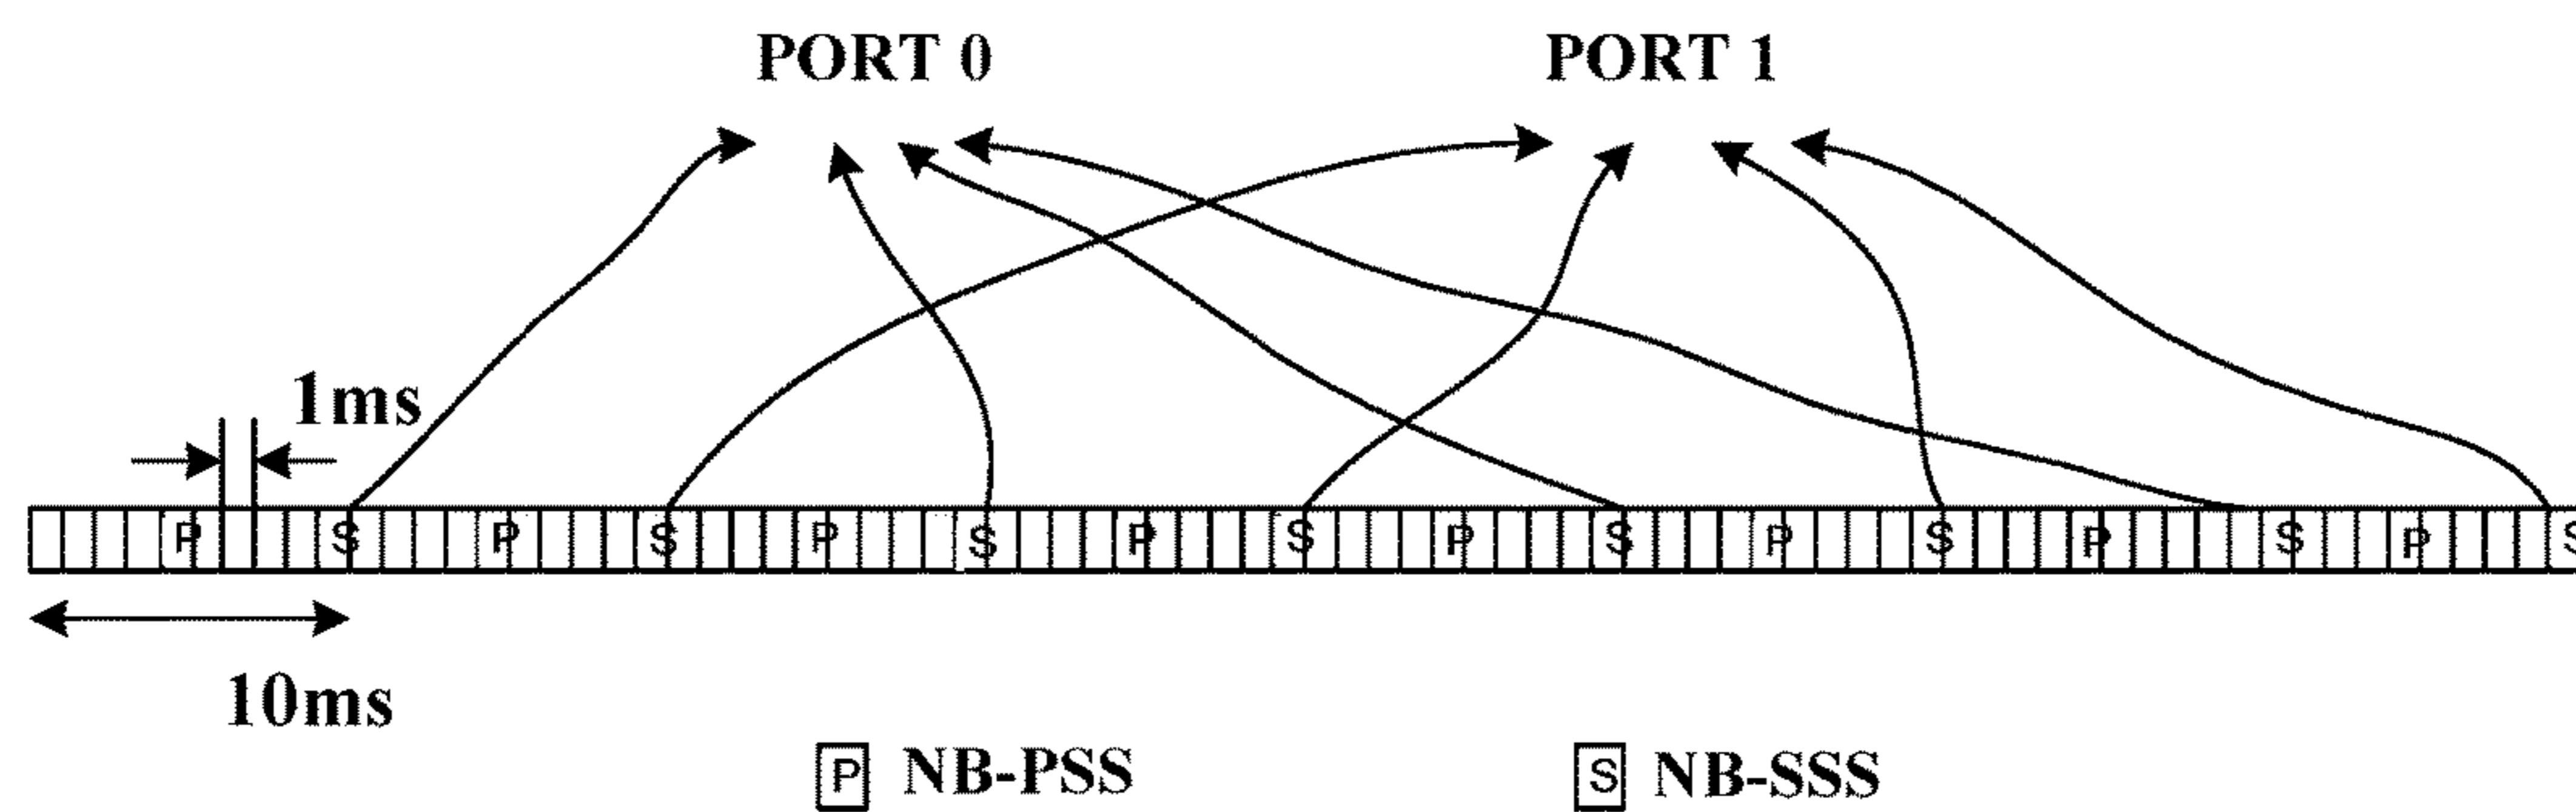 PORT 0 PORT 1
1ms
P S P S P S P S P S P S P S P S
10ms
P NB-PSS S NB-SSS